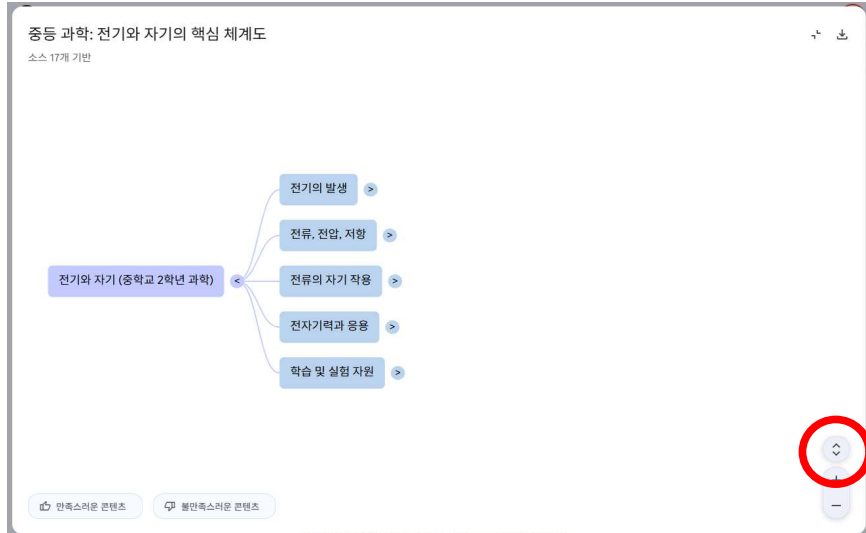 중등 과학: 전기와 자기의 핵심 체계도
소스 17개 기반
전기의 발생 >
전류, 전압, 저항 >
전기와 자기 (중학교 2학년 과학) <
전류의 자기 작용 >
전자기력과 응용 >
학습 및 실험 자원 >
만족스러운 콘텐츠
불만족스러운 콘텐츠